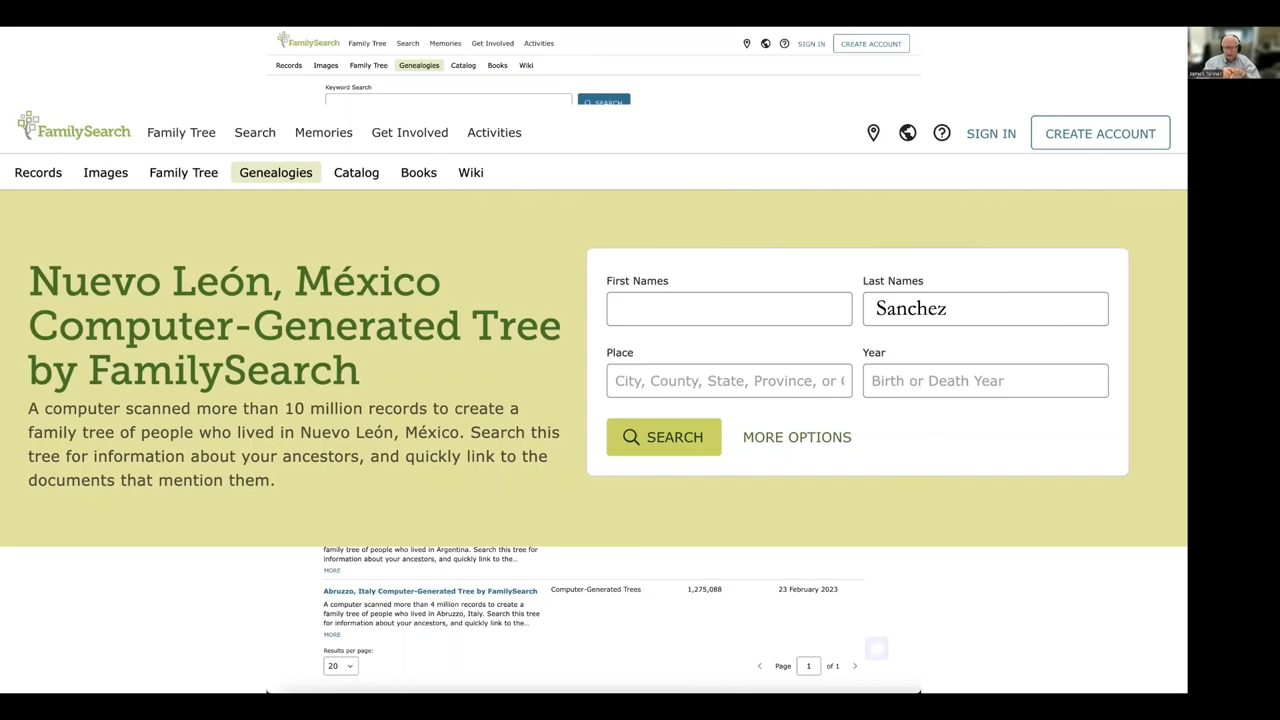 FamilySearch Family Tree Search Memories Get Involved Activities SIGN IN CREATE ACCOUNT
Records Images Family Tree Genealogies Catalog Books Wiki
Keyword Search
SEARCH
James Tanner
FamilySearch Family Tree Search Memories Get Involved Activities SIGN IN CREATE ACCOUNT
Records Images Family Tree Genealogies Catalog Books Wiki
Nuevo León, México
Computer-Generated Tree
by FamilySearch
A computer scanned more than 10 million records to create a
family tree of people who lived in Nuevo León, México. Search this
tree for information about your ancestors, and quickly link to the
documents that mention them.
First Names Last Names
Sanchez
Place Year
City, County, State, Province, or Birth or Death Year
SEARCH MORE OPTIONS
family tree of people who lived in Argentina. Search this tree for
information about your ancestors, and quickly link to the...
MORE
Abruzzo, Italy Computer-Generated Tree by FamilySearch Computer-Generated Trees 1,275,088 23 February 2023
A computer scanned more than 4 million records to create a
family tree of people who lived in Abruzzo, Italy. Search this tree
for information about your ancestors, and quickly link to the...
MORE
Results per page:
20 Page 1 of 1